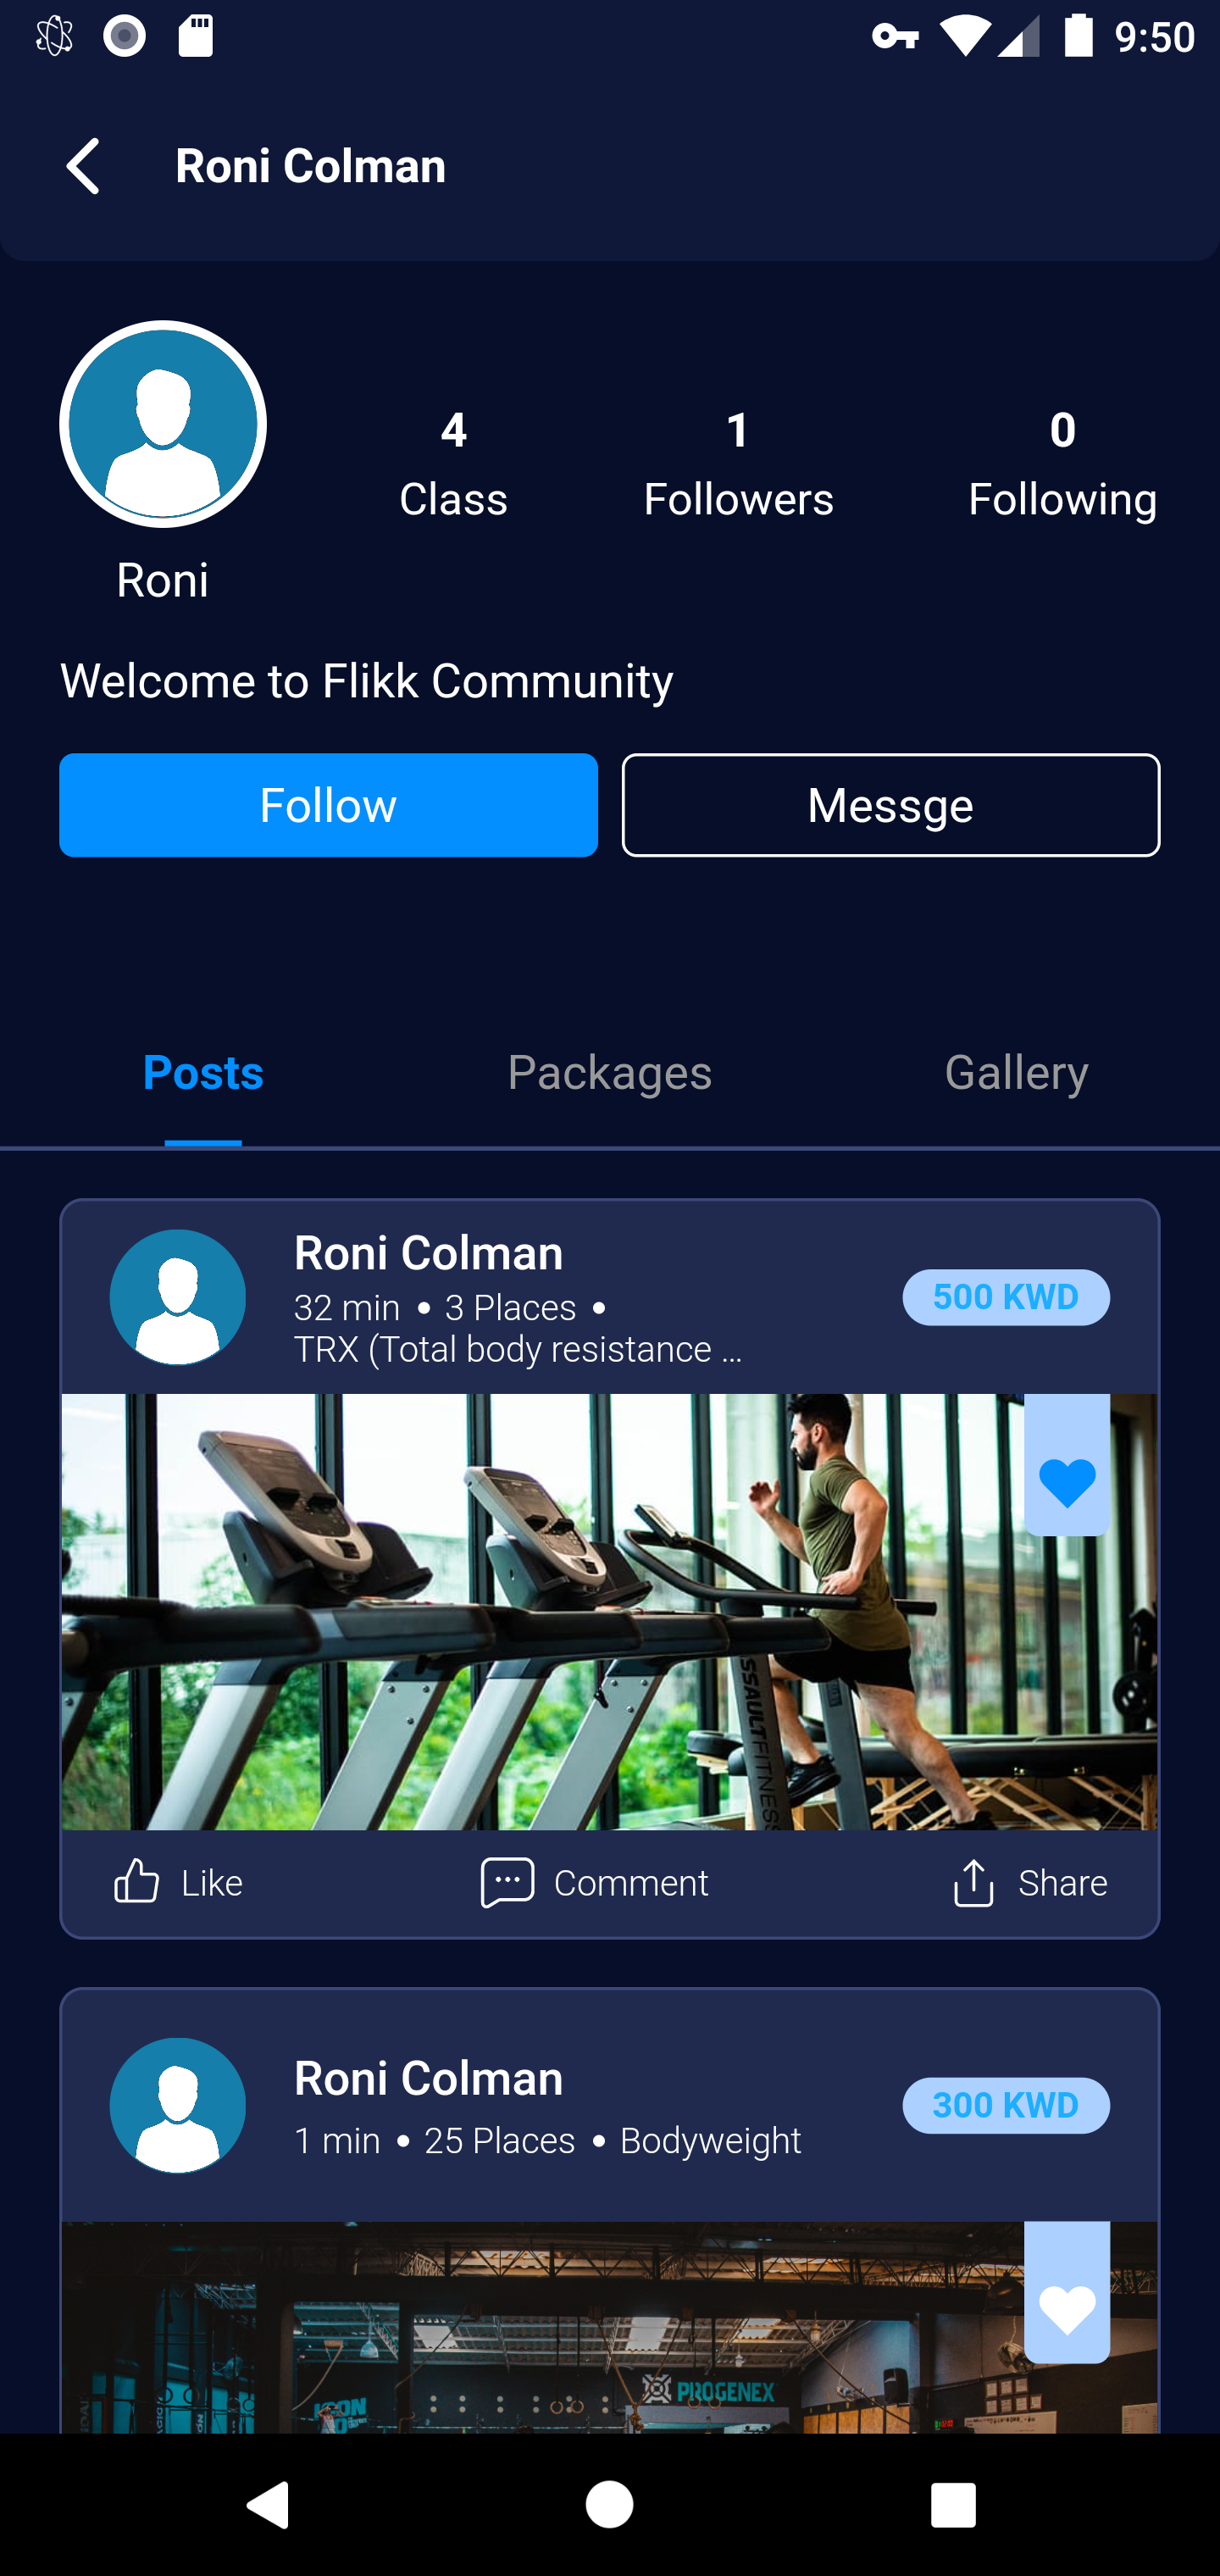 9:50
Roni Colman
4
1
0
Class
Followers
Following
Roni
Welcome to Flikk Community
Follow
Messge
Posts
Packages
Gallery
Roni Colman
32 min • 3 Places •
TRX (Total body resistance ...
500 KWD
SSAULTFITNESS
Like
Comment
Share
Roni Colman
1 min • 25 Places • Bodyweight
300 KWD
PROGENEX
ICON